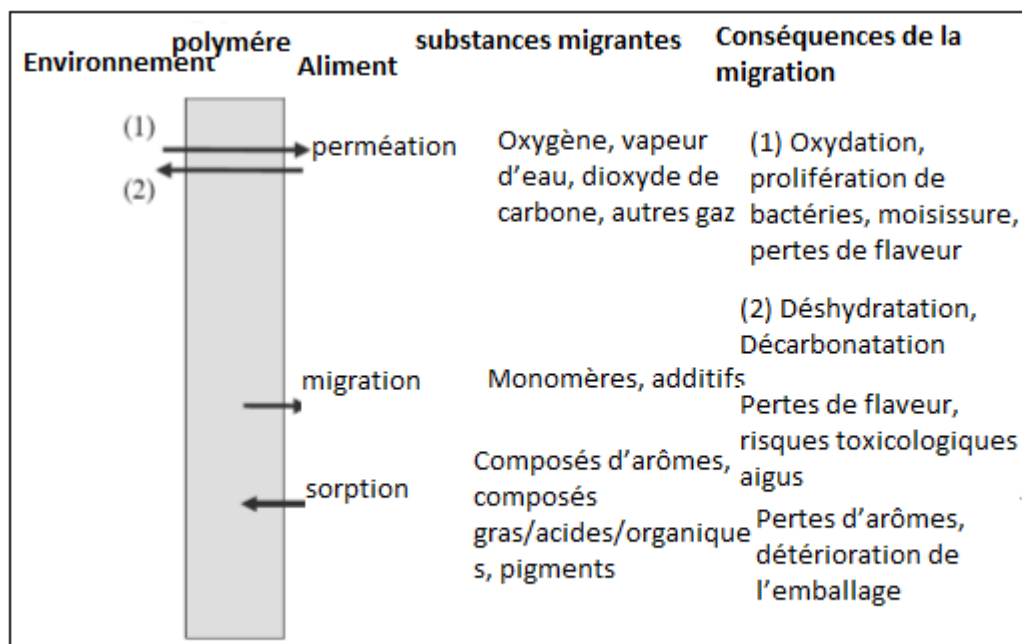 Environnement
polymére
Aliment
substances migrantes
Conséquences de la
migration
(1)
(2)
perméation
Oxygène, vapeur
d'eau, dioxyde de
carbone, autres gaz
(1) Oxydation,
prolifération de
bactéries, moisissure,
pertes de flaveur
(2) Déshydratation,
Décarbonatation
migration
Monomères, additifs
Pertes de flaveur,
risques toxicologiques
aigus
sorption
Composés d'arômes,
composés
gras/acides/organique
s, pigments
Pertes d'arômes,
détérioration de
l'emballage